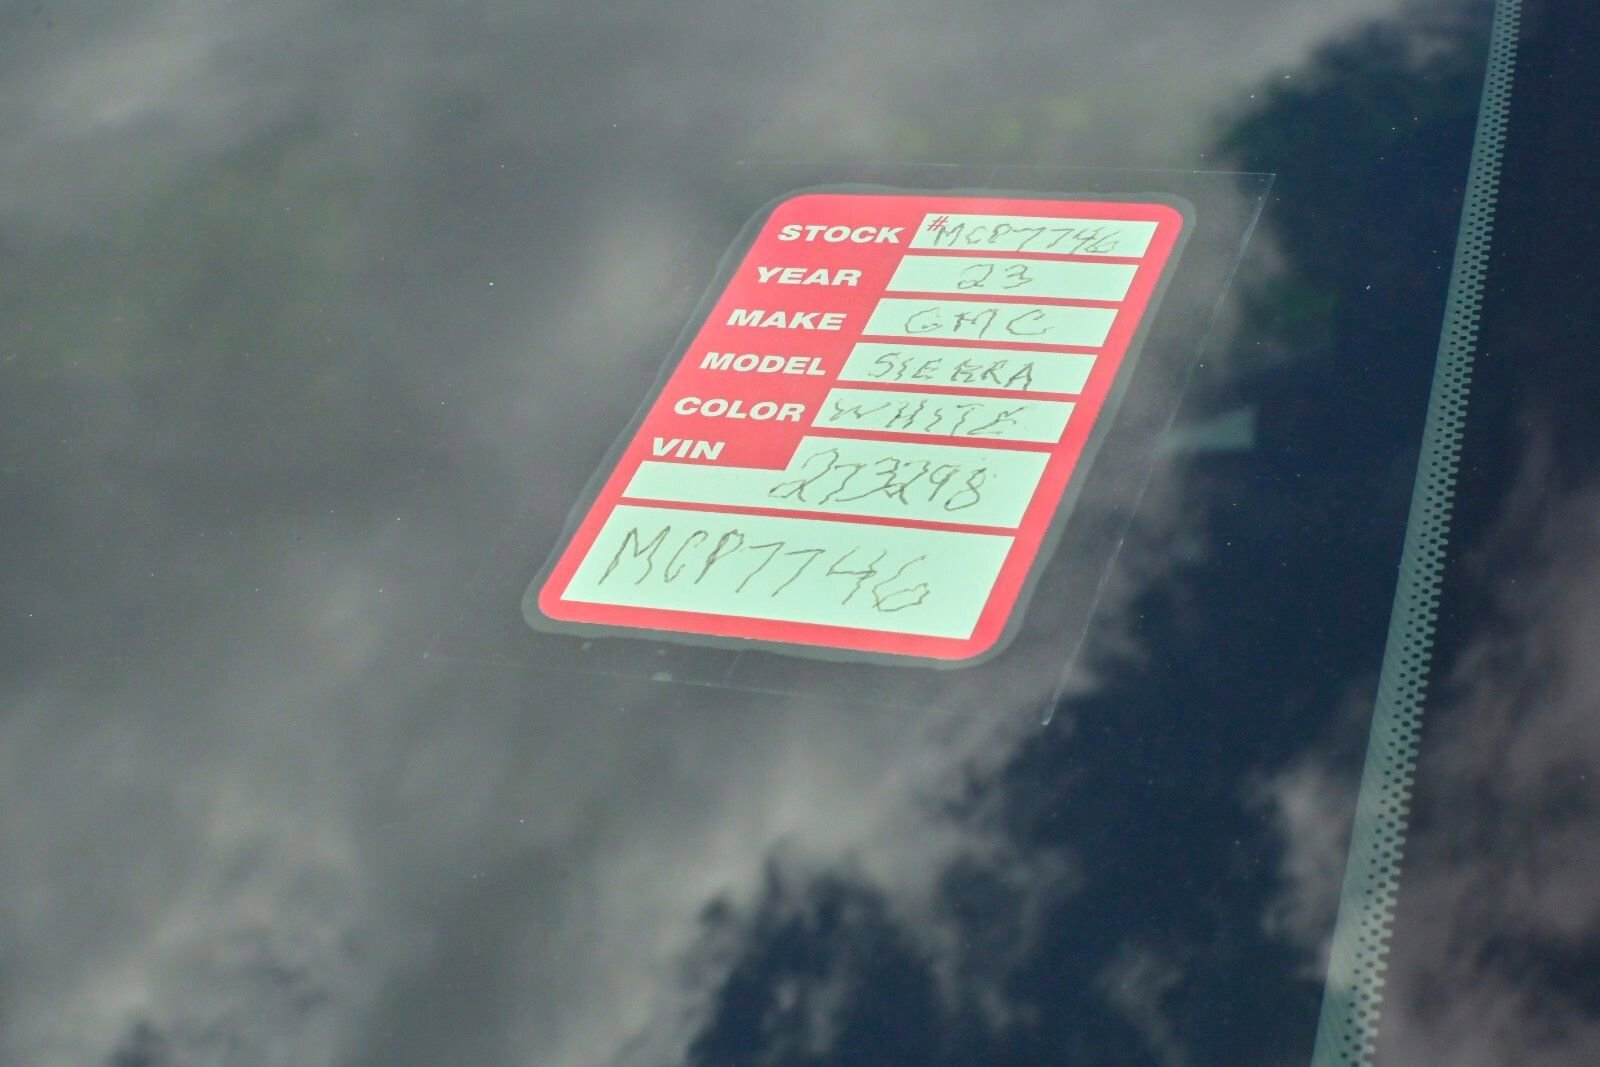 STOCK #MCP7746
YEAR 23
MAKE GMC
MODEL SIERRA
COLOR WHITE
VIN 273298
MCP7746